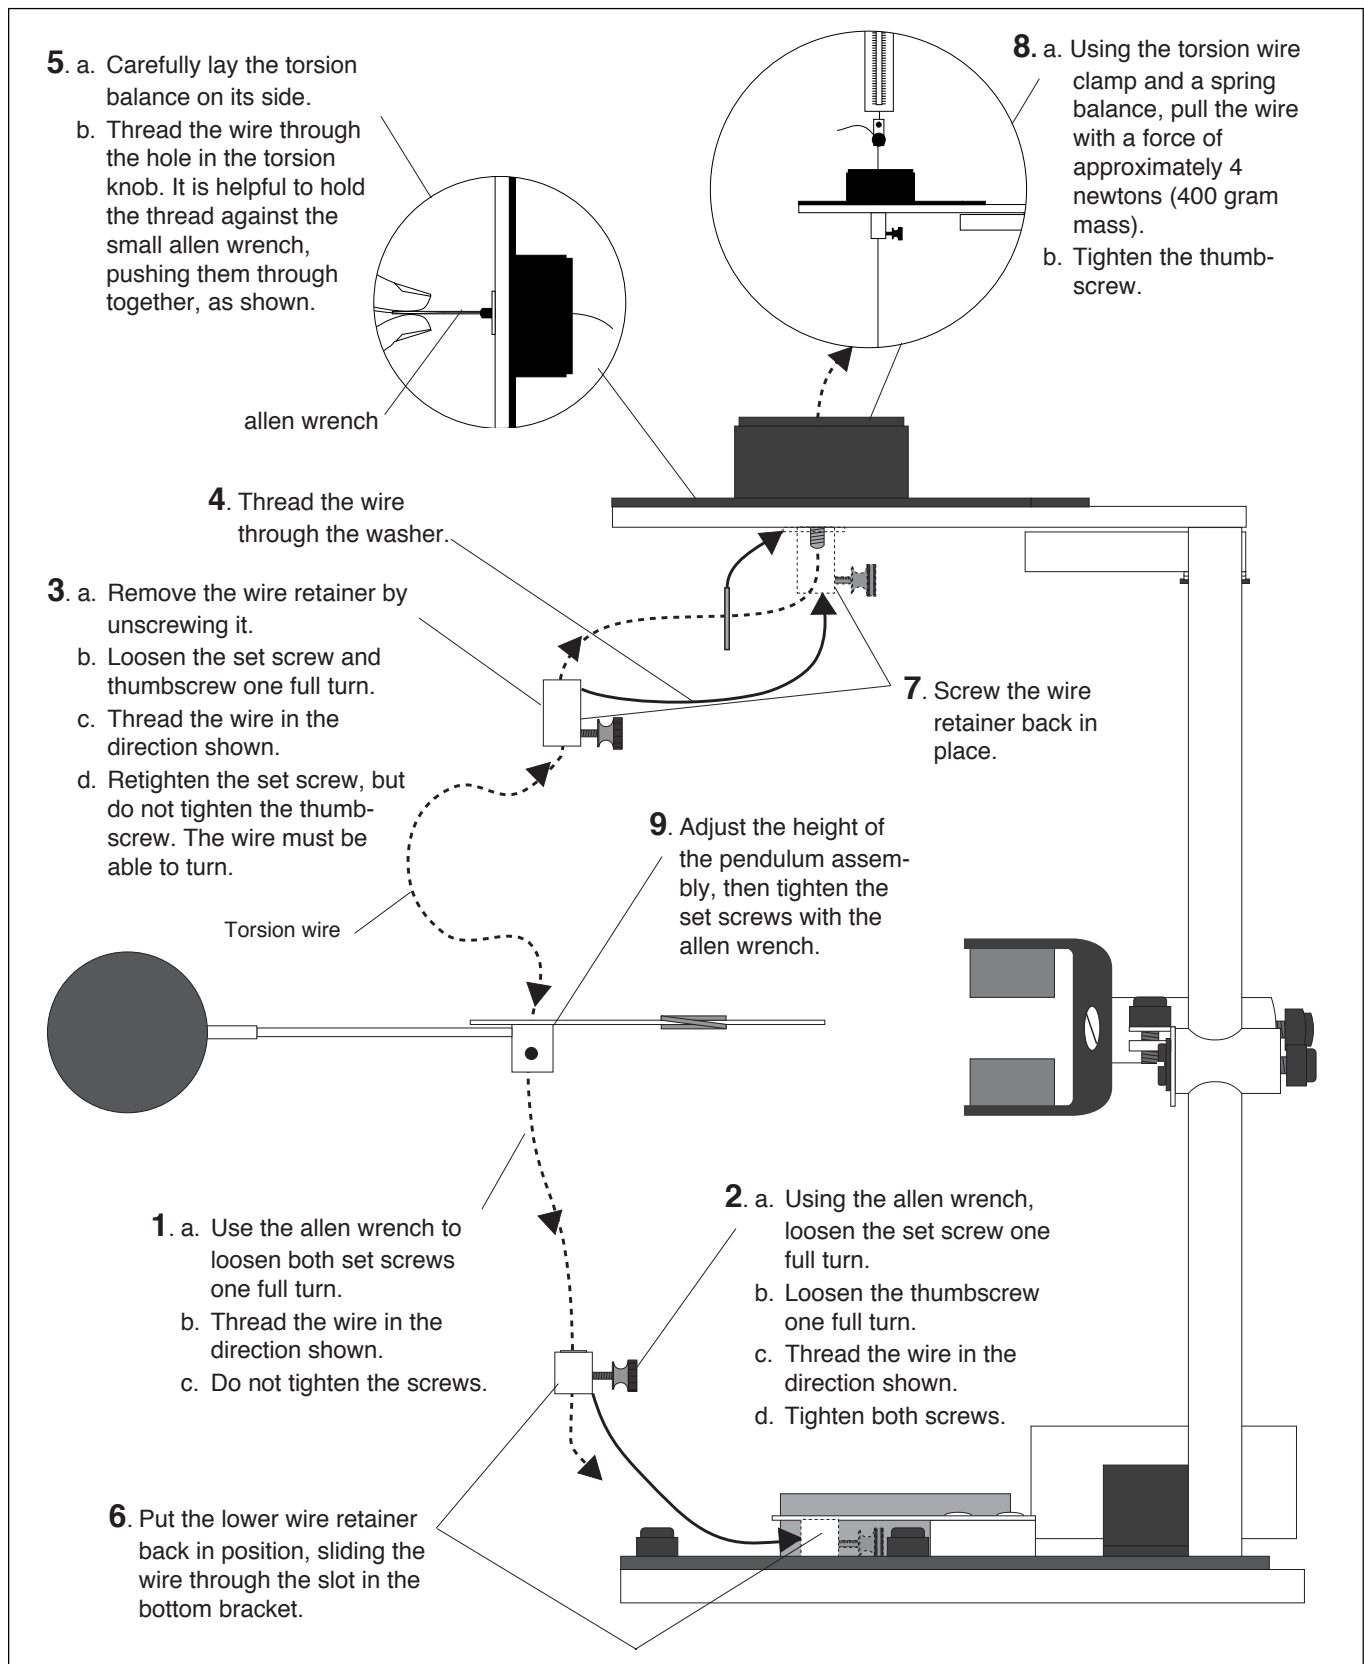 5. a. Carefully lay the torsion
balance on its side.
b. Thread the wire through
the hole in the torsion
knob. It is helpful to hold
the thread against the
small allen wrench,
pushing them through
together, as shown.
allen wrench
8. a. Using the torsion wire
clamp and a spring
balance, pull the wire
with a force of
approximately 4
newtons (400 gram
mass).
b. Tighten the thumb-
screw.
4. Thread the wire
through the washer.
3. a. Remove the wire retainer by
unscrewing it.
b. Loosen the set screw and
thumbscrew one full turn.
c. Thread the wire in the
direction shown.
d. Retighten the set screw, but
do not tighten the thumb-
screw. The wire must be
able to turn.
7. Screw the wire
retainer back in
place.
9. Adjust the height of
the pendulum assem-
bly, then tighten the
set screws with the
allen wrench.
Torsion wire
1. a. Use the allen wrench to
loosen both set screws
one full turn.
b. Thread the wire in the
direction shown.
c. Do not tighten the screws.
2. a. Using the allen wrench,
loosen the set screw one
full turn.
b. Loosen the thumbscrew
one full turn.
c. Thread the wire in the
direction shown.
d. Tighten both screws.
6. Put the lower wire retainer
back in position, sliding the
wire through the slot in the
bottom bracket.